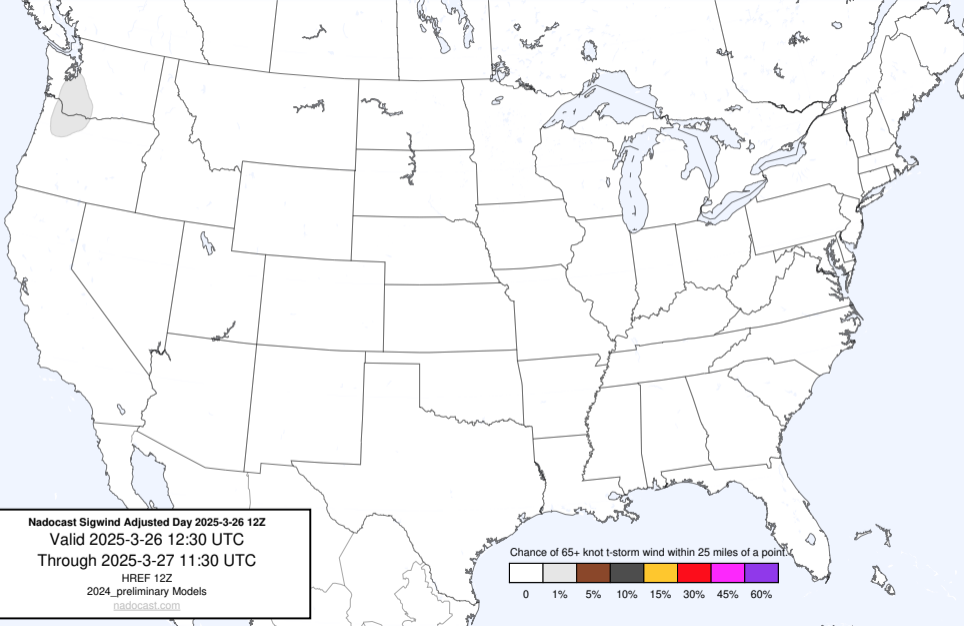 Nadocast Sigwind Adjusted Day 2025-3-26 12Z
Valid 2025-3-26 12:30 UTC
Through 2025-3-27 11:30 UTC
HREF 12Z
2024_preliminary Models
nadocast.com
Chance of 65+ knot t-storm wind within 25 miles of a point.
0 1% 5% 10% 15% 30% 45% 60%